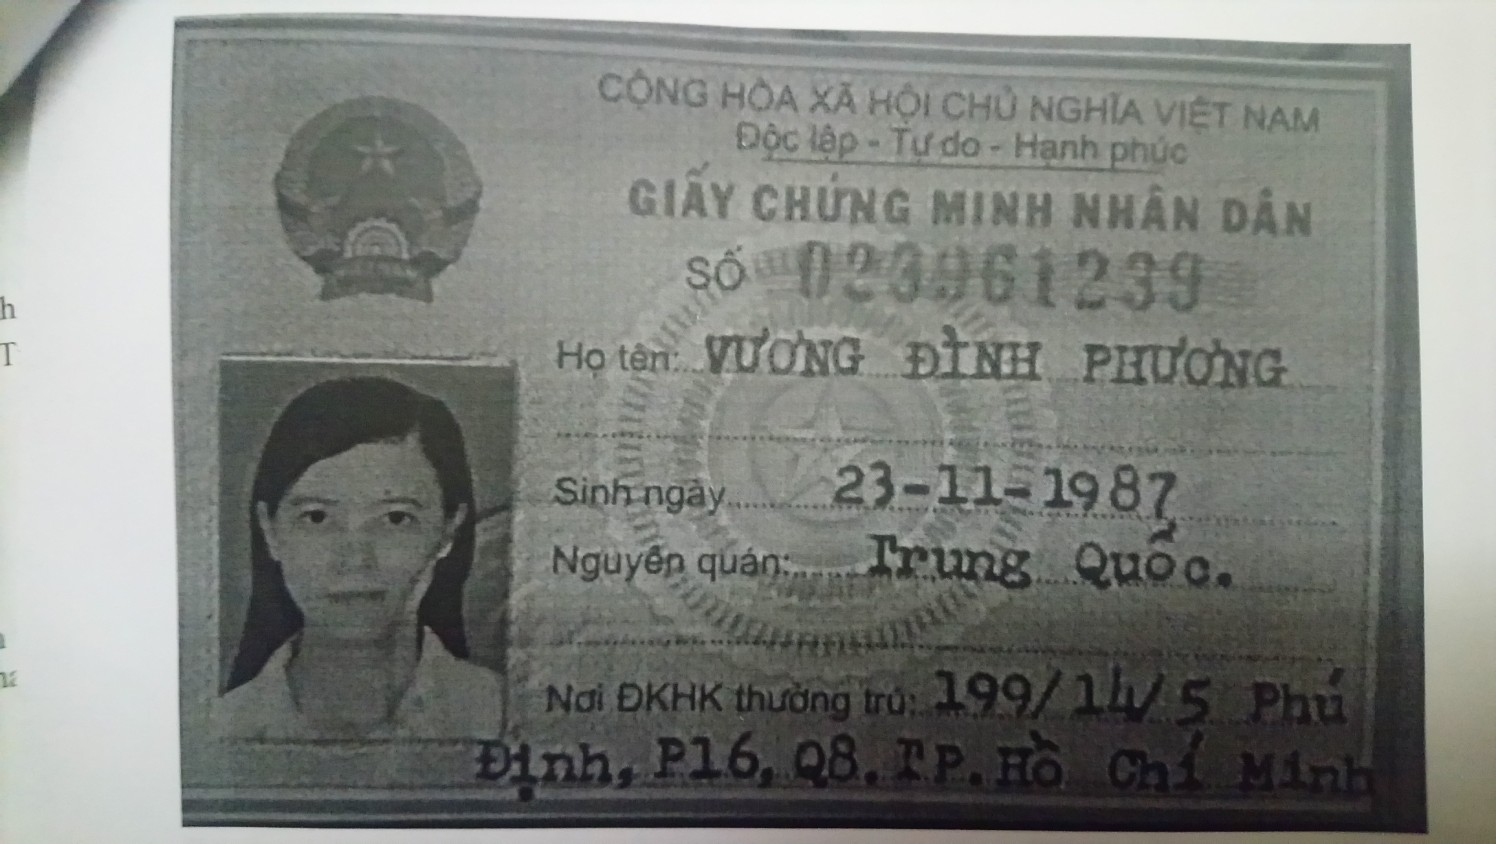 CỘNG HÒA XÃ HỘI CHỦ NGHĨA VIỆT NAM
Độc lập - Tự do - Hạnh phúc
GIẤY CHỨNG MINH NHÂN DÂN
SỐ 023961239
Họ tên: VƯƠNG ĐÌNH PHƯƠNG
Sinh ngày 23-11-1987
Nguyên quán: Trung Quốc.
Nơi ĐKHK thường trú: 199/14/5 Phú
Định, P16, Q8. TP. Hồ Chí Minh